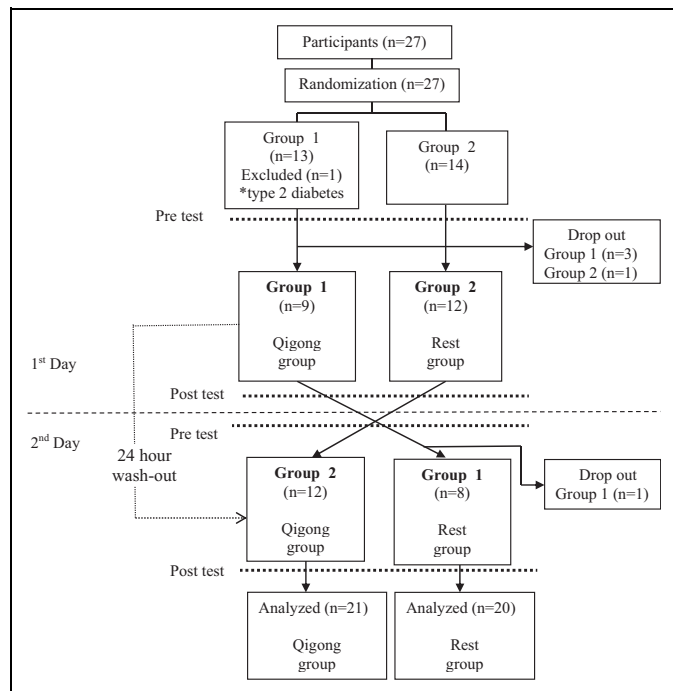 Participants (n=27)
Randomization (n=27)
Group 1
(n=13)
Excluded (n=1)
*type 2 diabetes
Group 2
(n=14)
Pre test
Drop out
Group 1 (n=3)
Group 2 (n=1)
Group 1
(n=9)
Qigong
group
Group 2
(n=12)
Rest
group
1st Day
Post test
2nd Day
Pre test
24 hour
wash-out
Group 2
(n=12)
Qigong
group
Group 1
(n=8)
Rest
group
Drop out
Group 1 (n=1)
Post test
Analyzed (n=21)
Qigong
group
Analyzed (n=20)
Rest
group